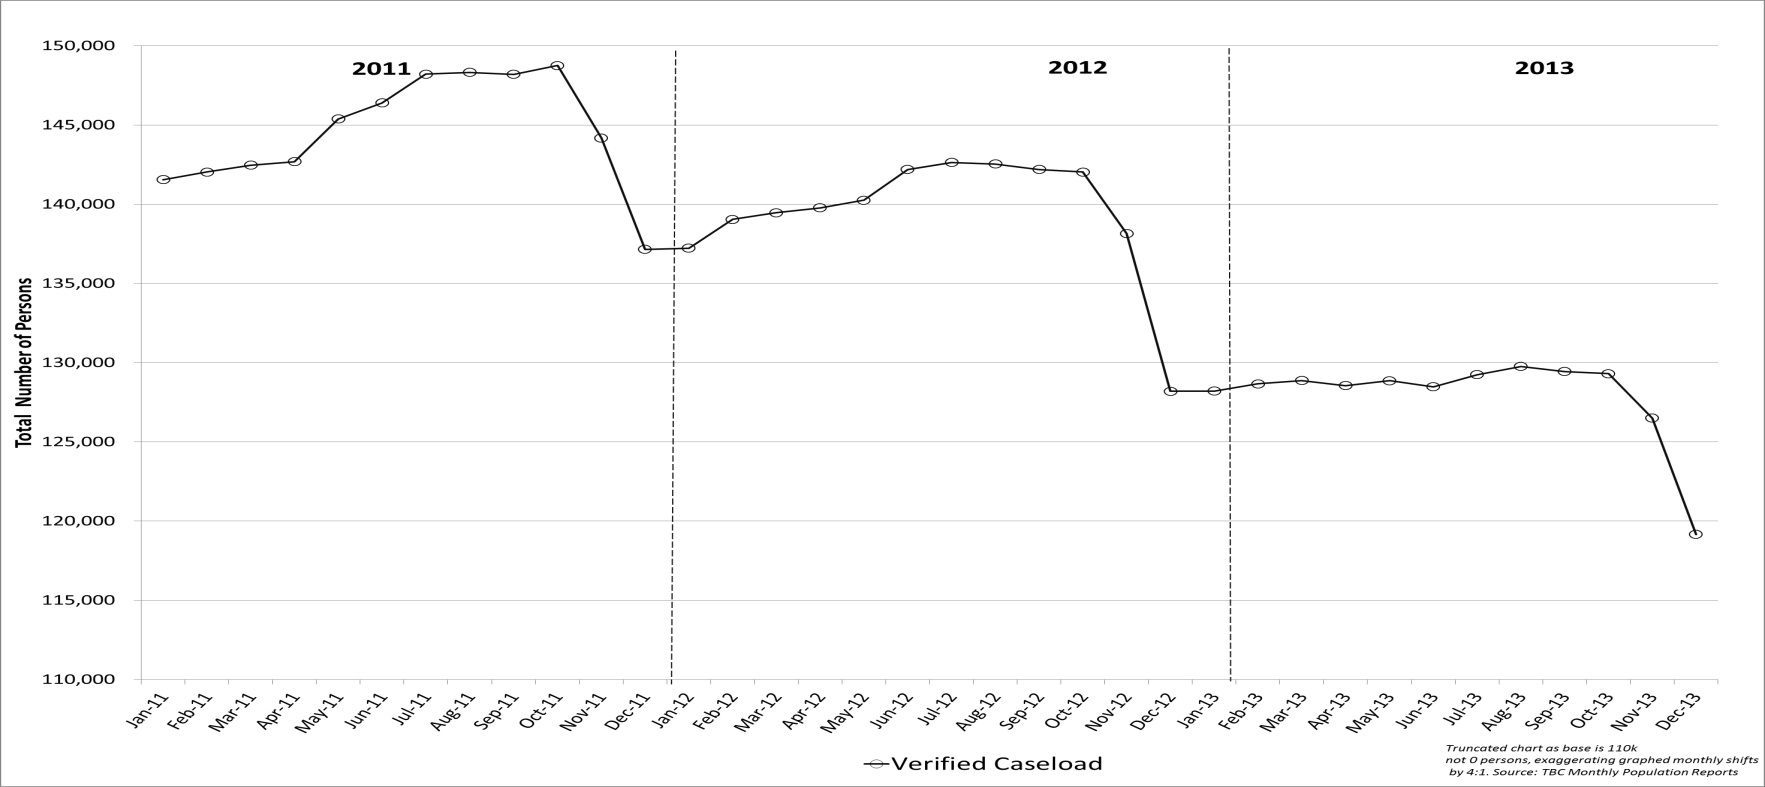 150,000
145,000
140,000
135,000
130,000
125,000
120,000
115,000
110,000
Total Number of Persons
2011
2012
2013
Jan-11
Feb-11
Mar-11
Apr-11
May-11
Jun-11
Jul-11
Aug-11
Sep-11
Oct-11
Nov-11
Dec-11
Jan-12
Feb-12
Mar-12
Apr-12
May-12
Jun-12
Jul-12
Aug-12
Sep-12
Oct-12
Nov-12
Dec-12
Jan-13
Feb-13
Mar-13
Apr-13
May-13
Jun-13
Jul-13
Aug-13
Sep-13
Oct-13
Nov-13
Dec-13
Verified Caseload
Truncated chart as base is 110k
not 0 persons, exaggerating graphed monthly shifts
by 4:1. Source: TBC Monthly Population Reports